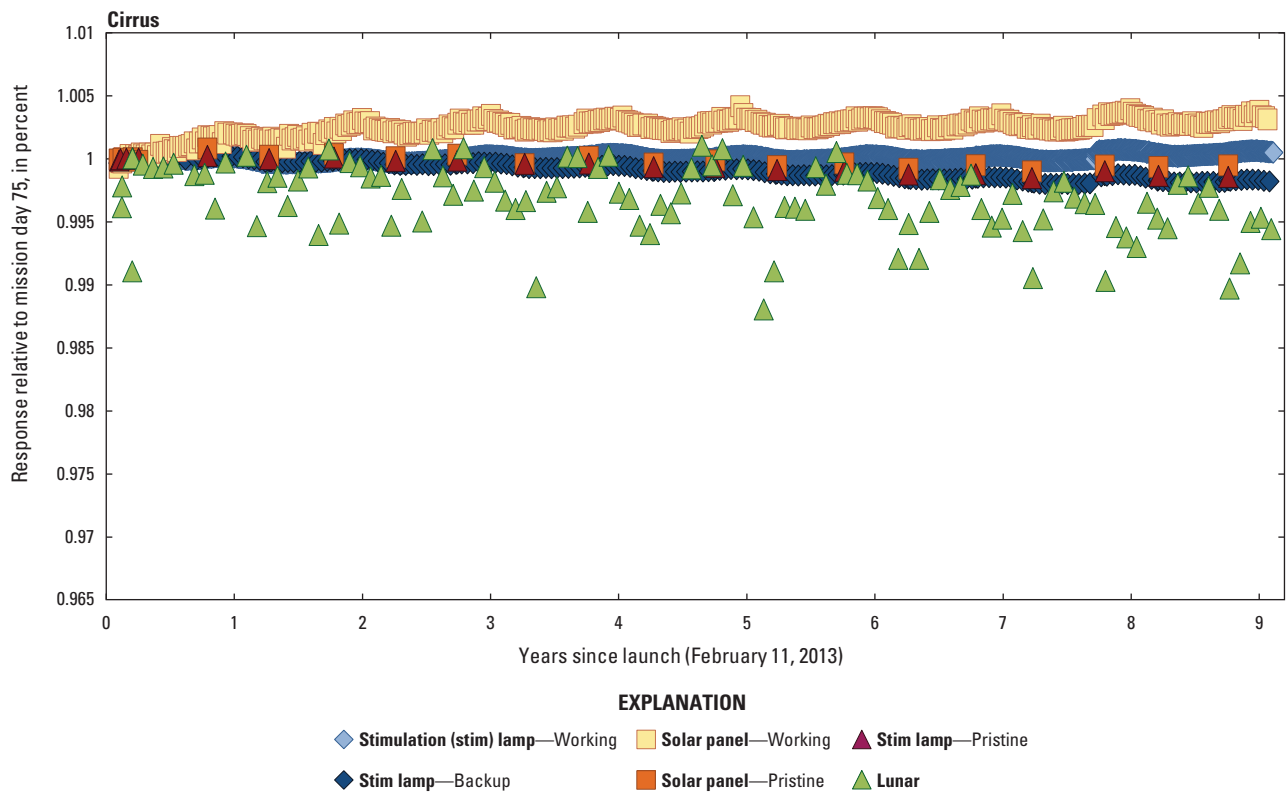 Cirrus
1.01
1.005
1
0.995
0.99
0.985
0.98
0.975
0.97
0.965
Response relative to mission day 75, in percent
0 1 2 3 4 5 6 7 8 9
Years since launch (February 11, 2013)
EXPLANATION
Stimulation (stim) lamp—Working Solar panel—Working Stim lamp—Pristine
Stim lamp—Backup Solar panel—Pristine Lunar